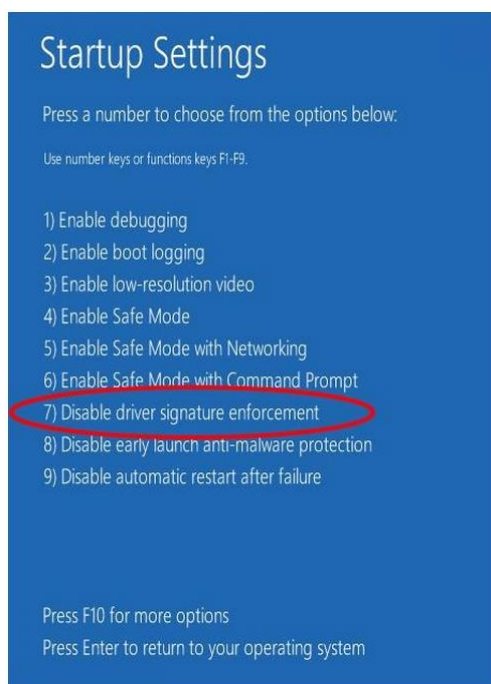 Startup Settings
Press a number to choose from the options below:
Use number keys or functions keys F1-F9.
1) Enable debugging
2) Enable boot logging
3) Enable low-resolution video
4) Enable Safe Mode
5) Enable Safe Mode with Networking
6) Enable Safe Mode with Command Prompt
7) Disable driver signature enforcement
8) Disable early launch anti-malware protection
9) Disable automatic restart after failure
Press F10 for more options
Press Enter to return to your operating system